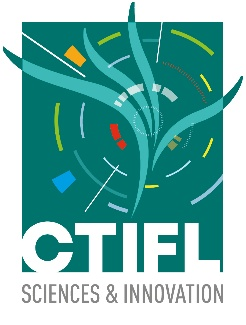 CTIFL
SCIENCES & INNOVATION